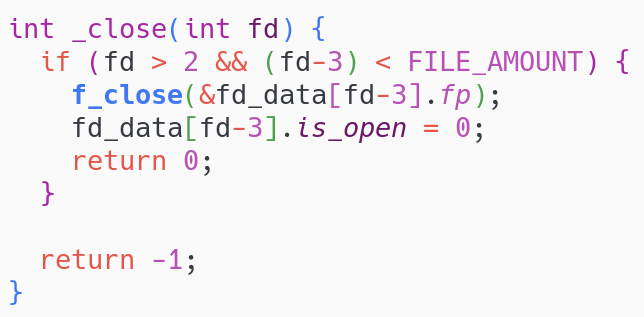 int _close(int fd) {
  if (fd > 2 && (fd-3) < FILE_AMOUNT) {
    f_close(&fd_data[fd-3].fp);
    fd_data[fd-3].is_open = 0;
    return 0;
  }

  return -1;
}